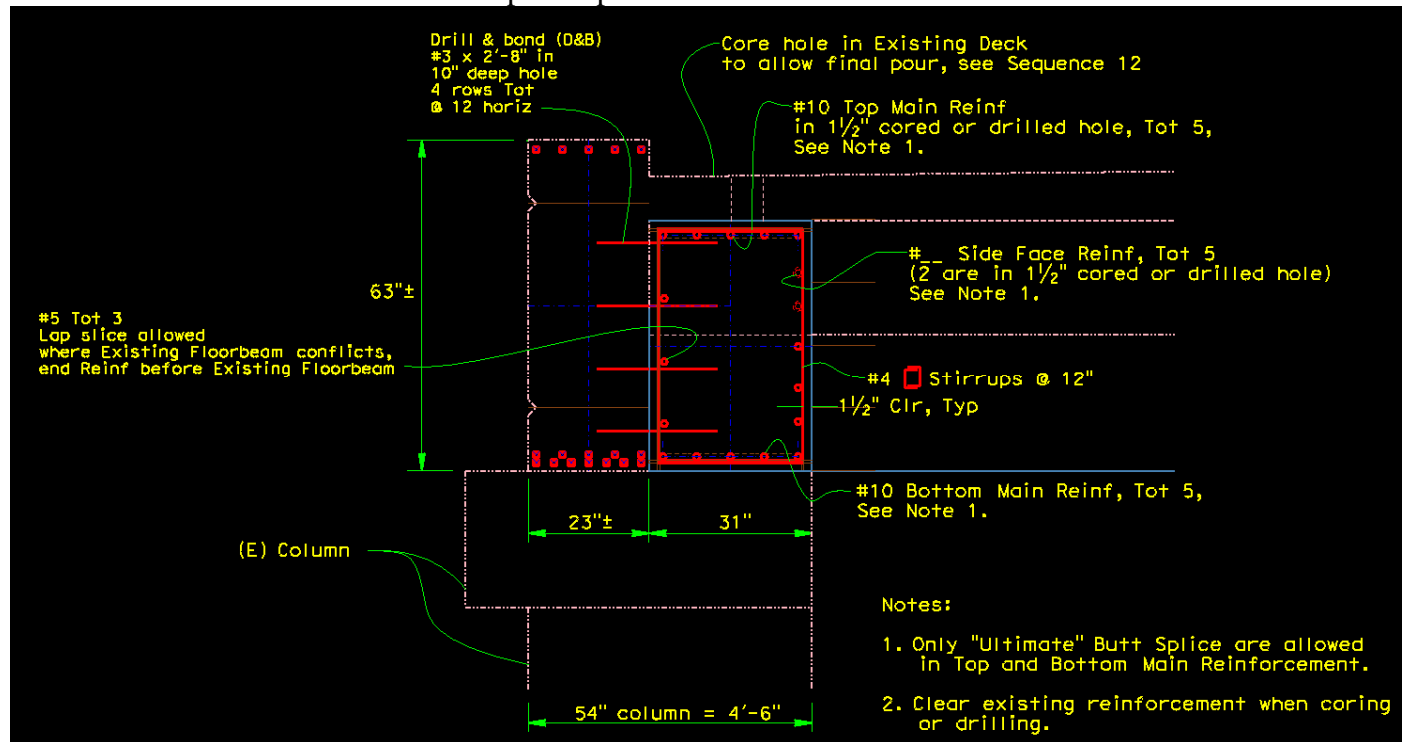 Drill & bond (D&B)
#3 x 2'-8" in
10" deep hole
4 rows Tot
@ 12 horiz
Core hole in Existing Deck
to allow final pour, see Sequence 12
#10 Top Main Reinf
in 1½" cored or drilled hole, Tot 5,
See Note 1.
63"±
#__ Side Face Reinf, Tot 5
(2 are in 1½" cored or drilled hole)
See Note 1.
#5 Tot 3
Lap slice allowed
where Existing Floorbeam conflicts,
end Reinf before Existing Floorbeam
#4 Stirrups @ 12"
1½" Clr, Typ
#10 Bottom Main Reinf, Tot 5,
See Note 1.
23"±
31"
(E) Column
54" column = 4'-6"
Notes:
1. Only "Ultimate" Butt Splice are allowed
in Top and Bottom Main Reinforcement.
2. Clear existing reinforcement when coring
or drilling.